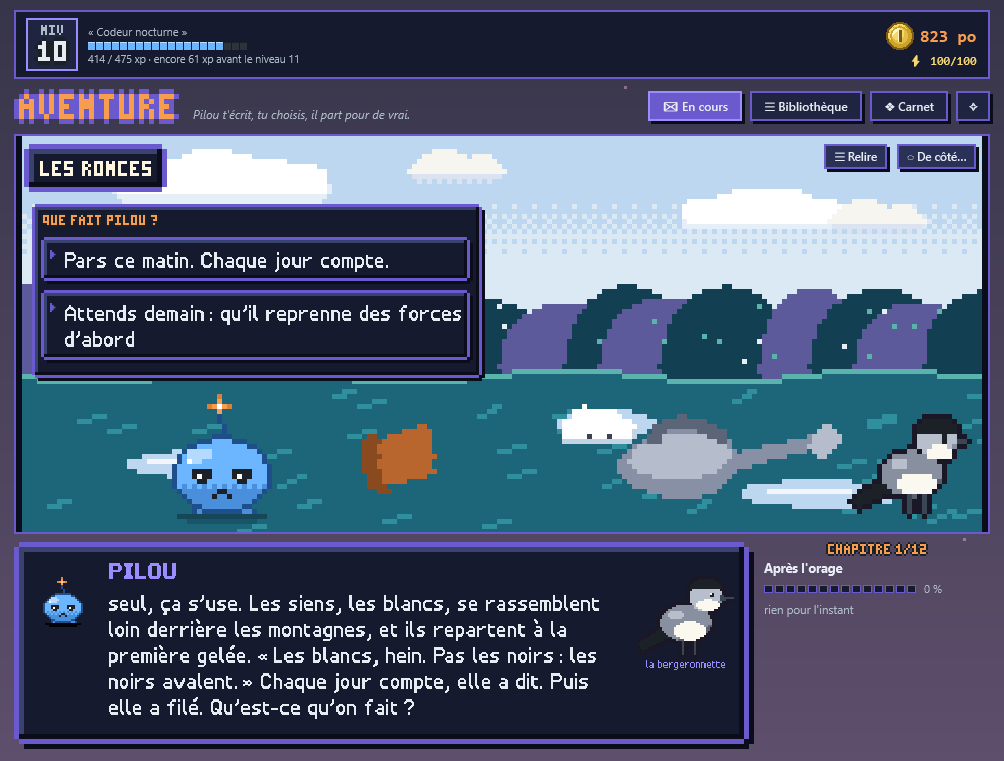 NIV
10
« Codeur nocturne »
414 / 475 xp · encore 61 xp avant le niveau 11
823 po
100/100
AVENTURE
Pilou t'écrit, tu choisis, il part pour de vrai.
En cours
Bibliothèque
Carnet
LES RONCES
Relire
De côté...
QUE FAIT PILOU ?
Pars ce matin. Chaque jour compte.
Attends demain : qu'il reprenne des forces
d'abord
PILOU
seul, ça s'use. Les siens, les blancs, se rassemblent
loin derrière les montagnes, et ils repartent à la
première gelée. « Les blancs, hein. Pas les noirs : les
noirs avalent. » Chaque jour compte, elle a dit. Puis
elle a filé. Qu'est-ce qu'on fait ?
la bergeronnette
CHAPITRE 1/12
Après l'orage
0 %
rien pour l'instant